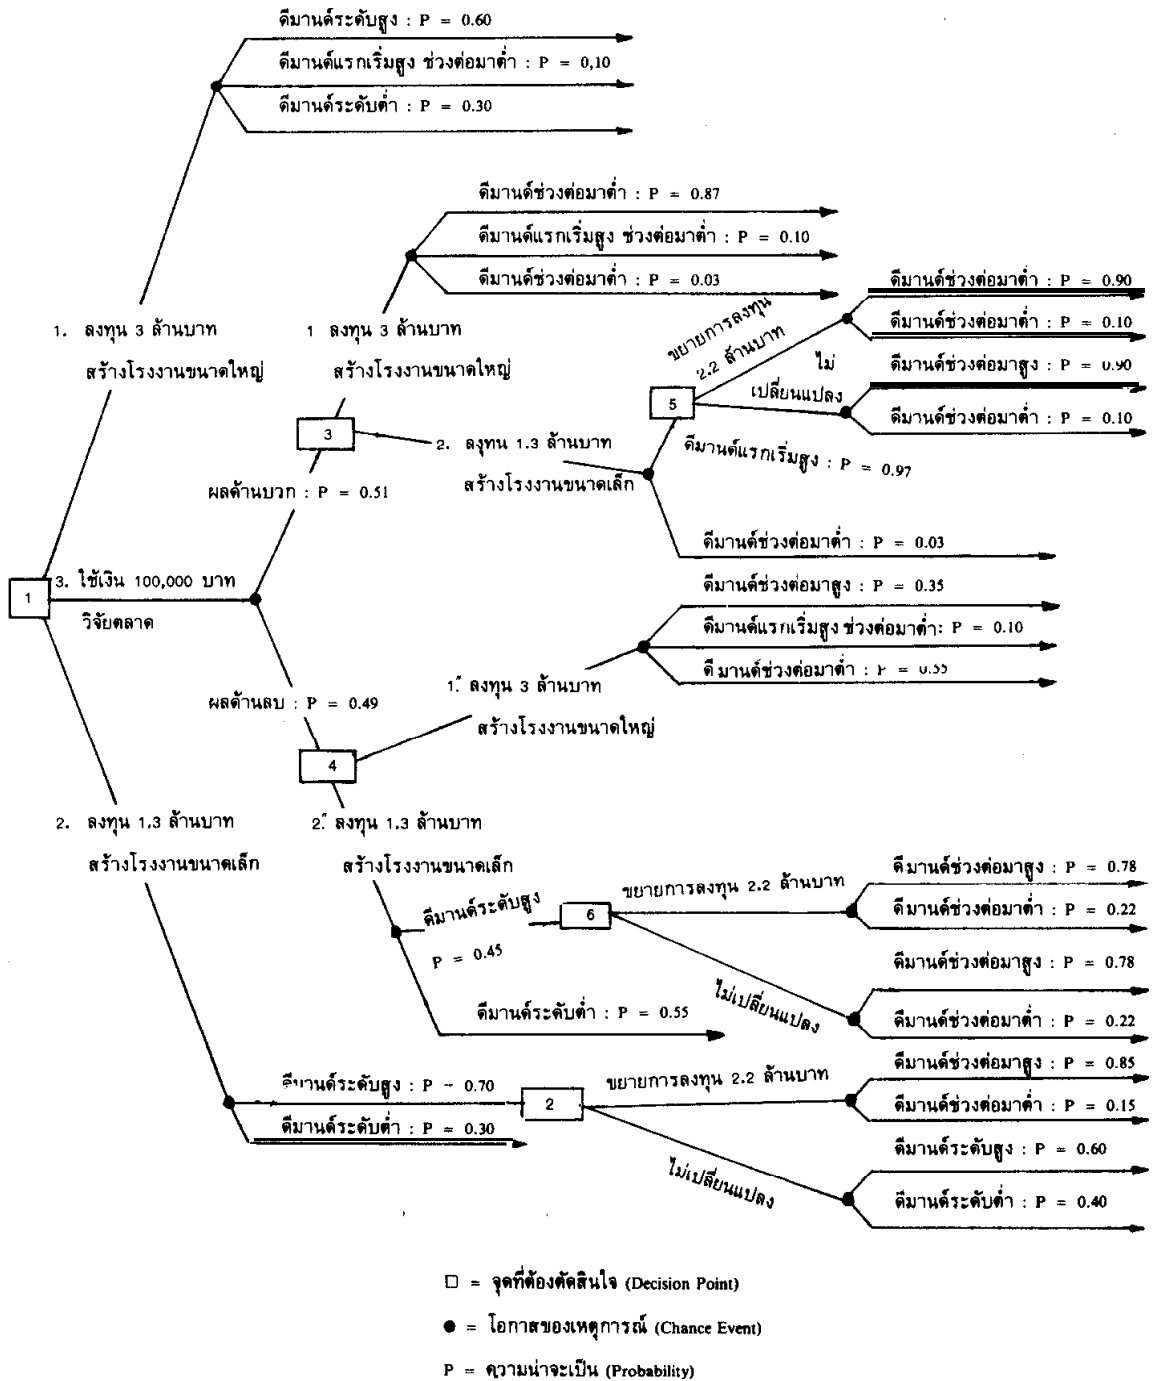 ดีมานด์ระดับสูง : P = 0.60
ดีมานด์แรกเริ่มสูง ช่วงต่อมาต่ำ : P = 0,10
ดีมานด์ระดับต่ำ : P = 0.30
ดีมานด์ช่วงต่อมาต่ำ : P = 0.87
ดีมานด์แรกเริ่มสูง ช่วงต่อมาต่ำ : P = 0.10
ดีมานด์ช่วงต่อมาต่ำ : P = 0.03
1. ลงทุน 3 ล้านบาท
สร้างโรงงานขนาดใหญ่
1 ลงทุน 3 ล้านบาท
สร้างโรงงานขนาดใหญ่
ขยายการลงทุน
2.2 ล้านบาท
ดีมานด์ช่วงต่อมาต่ำ : P = 0.90
ดีมานด์ช่วงต่อมาต่ำ : P = 0.10
ไม่
เปลี่ยนแปลง
ดีมานด์ช่วงต่อมาสูง : P = 0.90
ดีมานด์ช่วงต่อมาต่ำ : P = 0.10
5
3
2. ลงทุน 1.3 ล้านบาท
สร้างโรงงานขนาดเล็ก
ดีมานด์แรกเริ่มสูง : P = 0.97
ผลด้านบวก : P = 0.51
ดีมานด์ช่วงต่อมาต่ำ : P = 0.03
1
3. ใช้เงิน 100,000 บาท
วิจัยตลาด
ดีมานด์ช่วงต่อมาสูง : P = 0.35
ดีมานด์แรกเริ่มสูง ช่วงต่อมาต่ำ: P = 0.10
ดีมานด์ช่วงต่อมาต่ำ : P = 0.55
ผลด้านลบ : P = 0.49
1. ลงทุน 3 ล้านบาท
สร้างโรงงานขนาดใหญ่
4
2. ลงทุน 1.3 ล้านบาท
สร้างโรงงานขนาดเล็ก
2. ลงทุน 1.3 ล้านบาท
สร้างโรงงานขนาดเล็ก
ดีมานด์ระดับสูง
P = 0.45
6
ขยายการลงทุน 2.2 ล้านบาท
ดีมานด์ช่วงต่อมาสูง : P = 0.78
ดีมานด์ช่วงต่อมาต่ำ : P = 0.22
ไม่เปลี่ยนแปลง
ดีมานด์ช่วงต่อมาสูง : P = 0.78
ดีมานด์ช่วงต่อมาต่ำ : P = 0.22
ดีมานด์ระดับต่ำ : P = 0.55
ดีมานด์ระดับสูง : P – 0.70
ดีมานด์ระดับต่ำ : P = 0.30
2
ขยายการลงทุน 2.2 ล้านบาท
ดีมานด์ช่วงต่อมาสูง : P = 0.85
ดีมานด์ช่วงต่อมาต่ำ : P = 0.15
ไม่เปลี่ยนแปลง
ดีมานด์ระดับสูง : P = 0.60
ดีมานด์ระดับต่ำ : P = 0.40
□ = จุดที่ต้องตัดสินใจ (Decision Point)
● = โอกาสของเหตุการณ์ (Chance Event)
P = ความน่าจะเป็น (Probability)